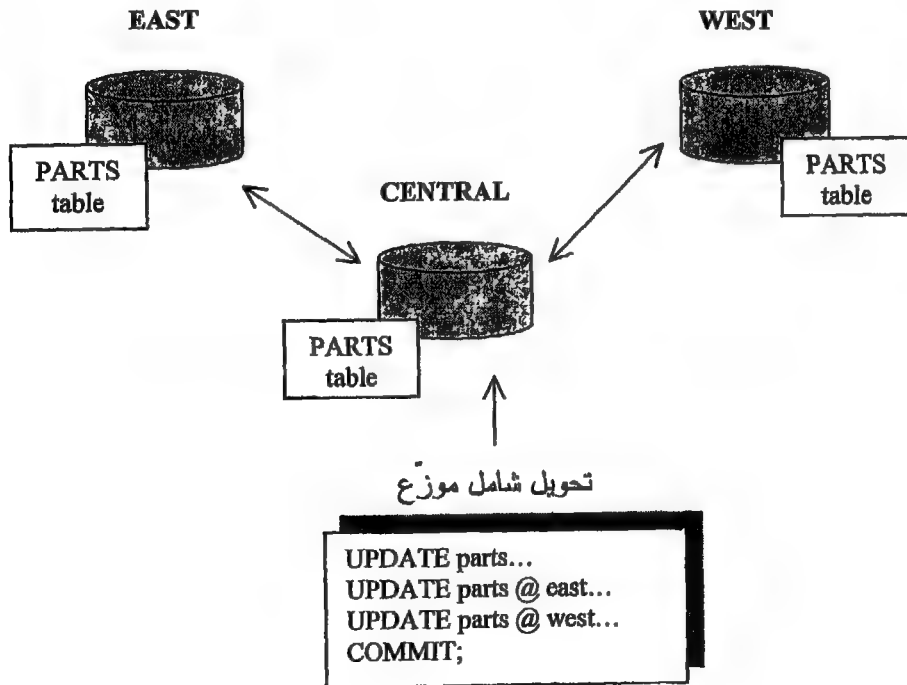 EAST
WEST
PARTS
table
PARTS
table
CENTRAL
PARTS
table
تحويل شامل موزّع
UPDATE parts...
UPDATE parts @ east...
UPDATE parts @ west...
COMMIT;